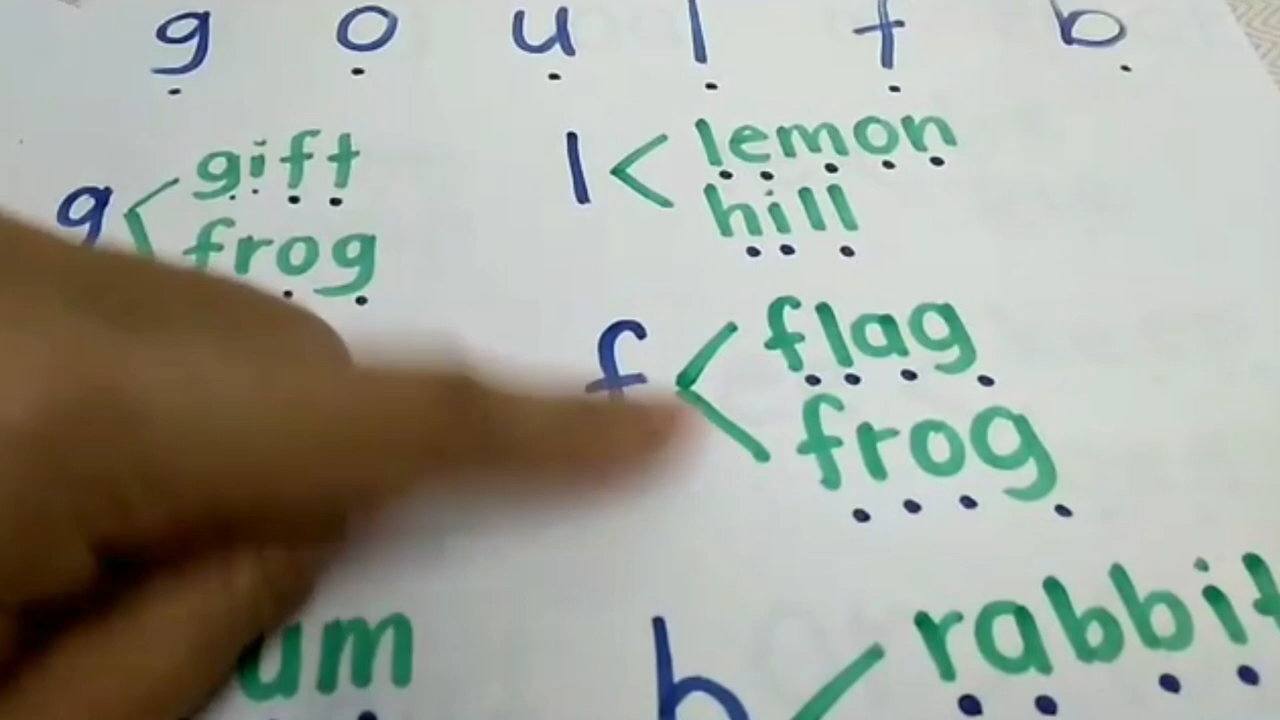 g o u l f b
g gift
frog
l lemon
hill
f flag
frog
b rabbit